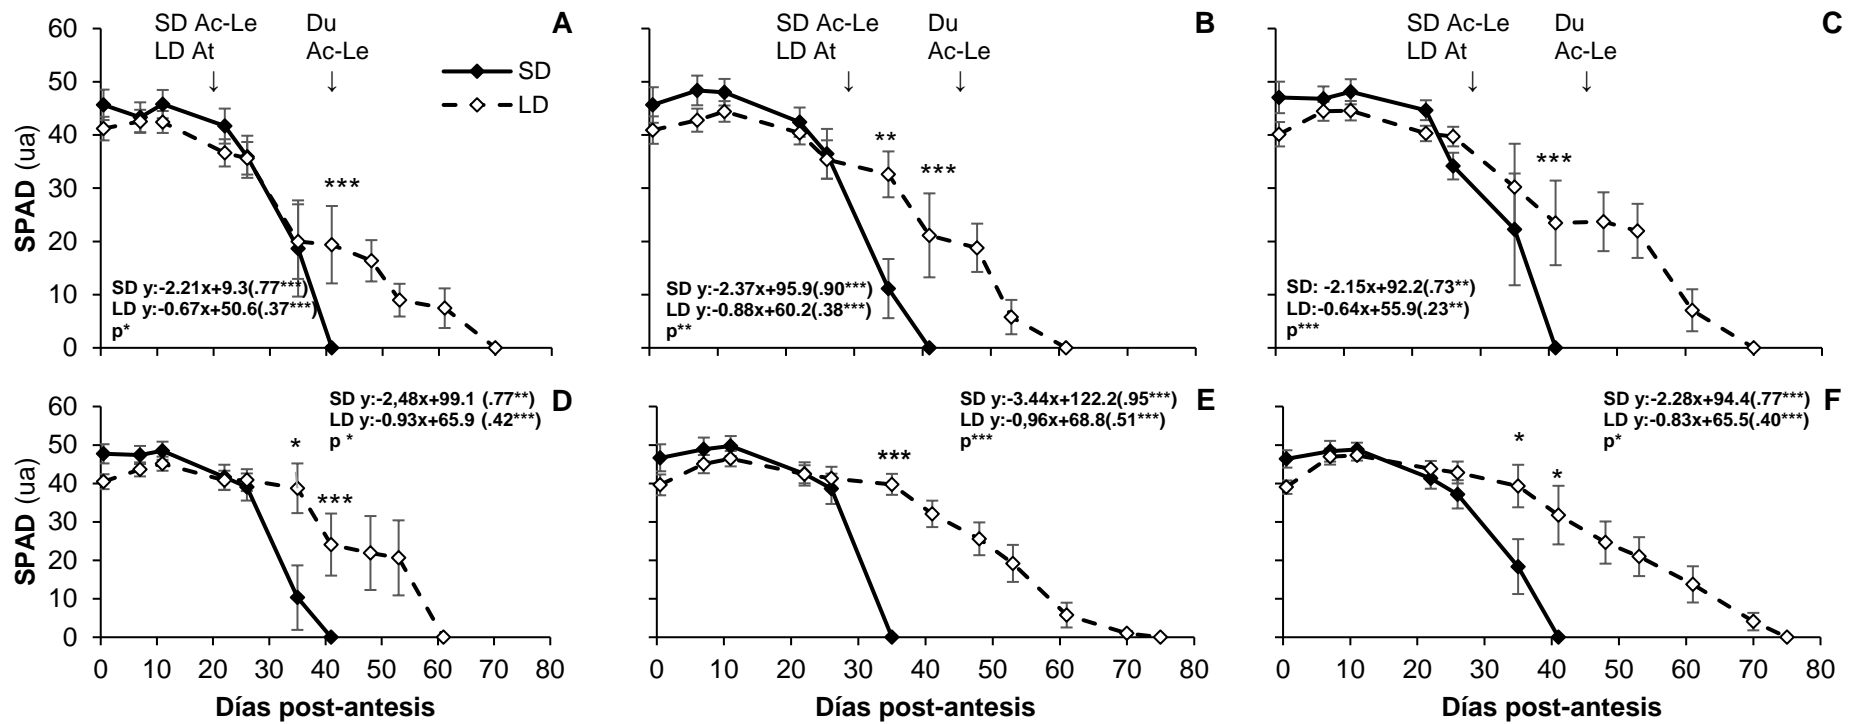 SD Ac-Le
LD At
↓
Du
Ac-Le
↓
A
SD
LD
60
50
40
30
20
10
0
SPAD (ua)
***
SD y:-2.21x+9.3(.77***)
LD y:-0.67x+50.6(.37***)
p*
SD Ac-Le
LD At
↓
Du
Ac-Le
↓
B
**
***
SD y:-2.37x+95.9(.90***)
LD y:-0.88x+60.2(.38***)
p**
SD Ac-Le
LD At
↓
Du
Ac-Le
↓
C
***
SD: -2.15x+92.2(.73**)
LD:-0.64x+55.9(.23**)
p***
SD y:-2,48x+99.1 (.77**)
LD y:-0.93x+65.9 (.42***)
p *
D
60
50
40
30
20
10
0
SPAD (ua)
*
***
0 10 20 30 40 50 60 70 80
Días post-antesis
SD y:-3.44x+122.2(.95***)
LD y:-0,96x+68.8(.51***)
p***
E
***
0 10 20 30 40 50 60 70 80
Días post-antesis
SD y:-2.28x+94.4(.77***)
LD y:-0.83x+65.5(.40***)
p*
F
*
*
0 10 20 30 40 50 60 70 80
Días post-antesis